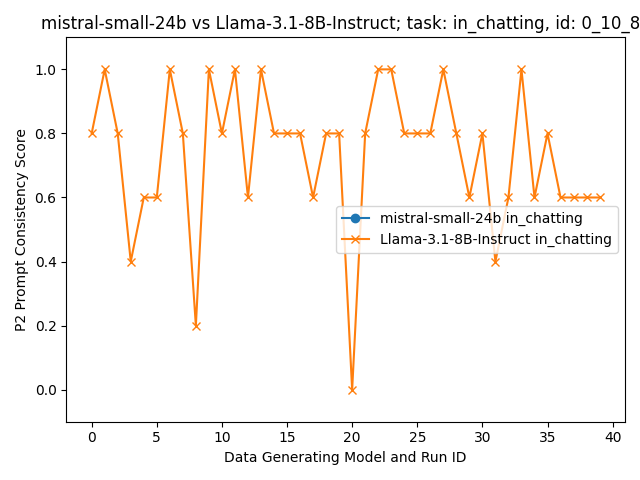 mistral-small-24b vs Llama-3.1-8B-Instruct; task: in_chatting, id: 0_10_8
P2 Prompt Consistency Score
1.0
0.8
0.6
0.4
0.2
0.0
mistral-small-24b in_chatting
Llama-3.1-8B-Instruct in_chatting
0 5 10 15 20 25 30 35 40
Data Generating Model and Run ID